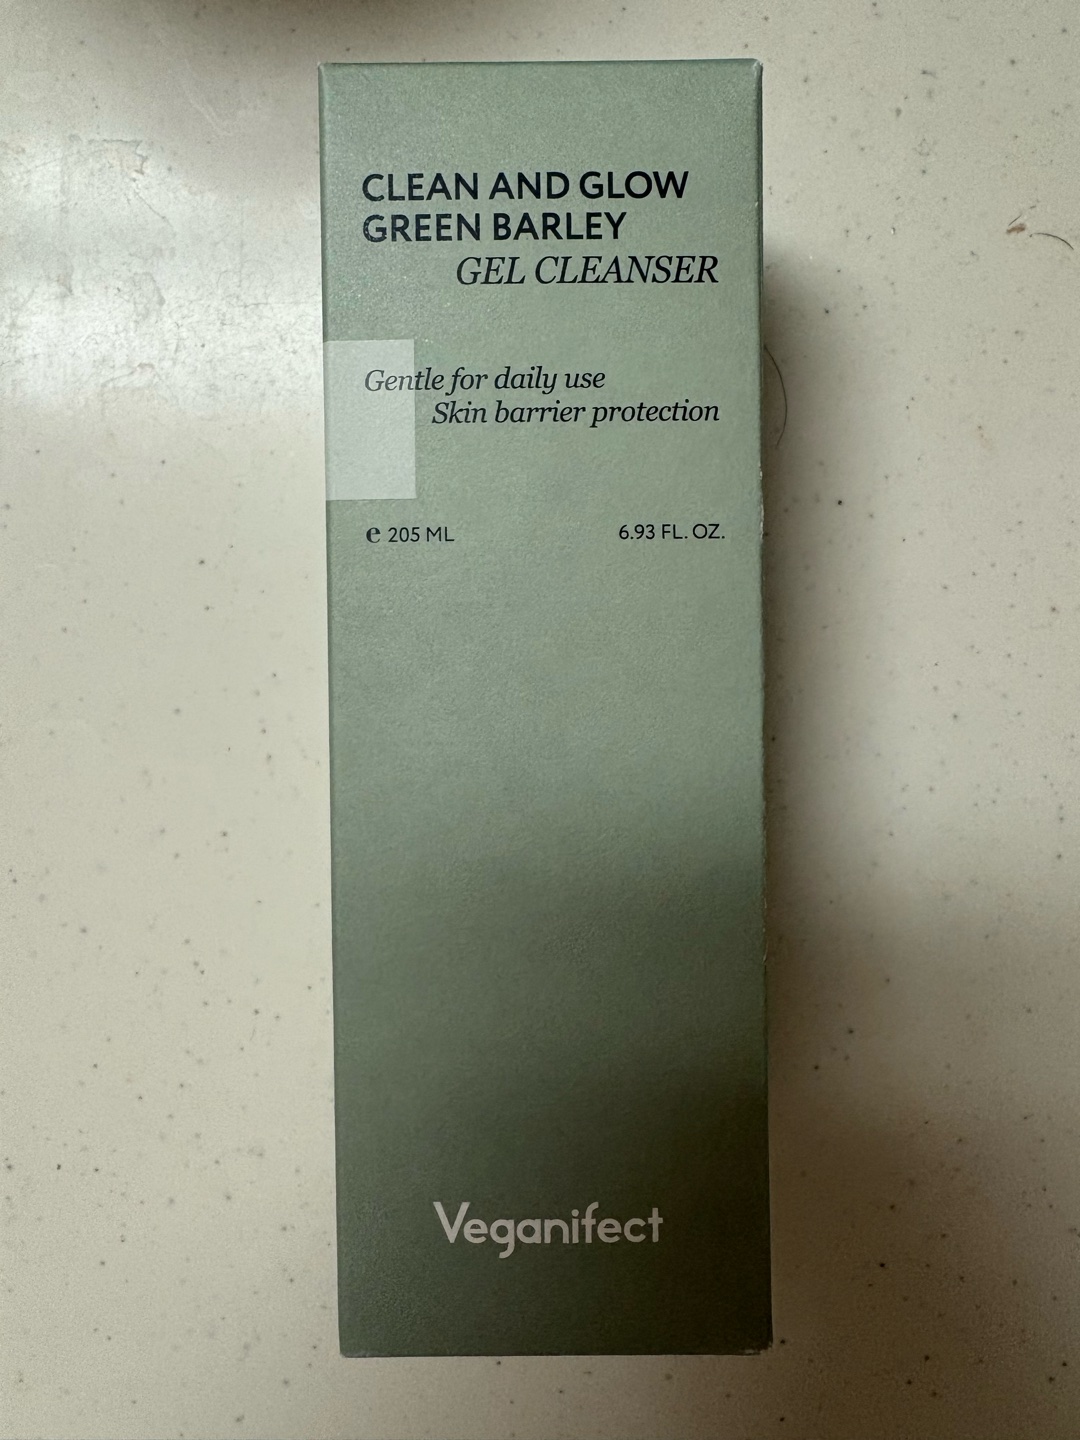 CLEAN AND GLOW
GREEN BARLEY
GEL CLEANSER
Gentle for daily use
Skin barrier protection
℮ 205 ML 6.93 FL. OZ.
Veganifect